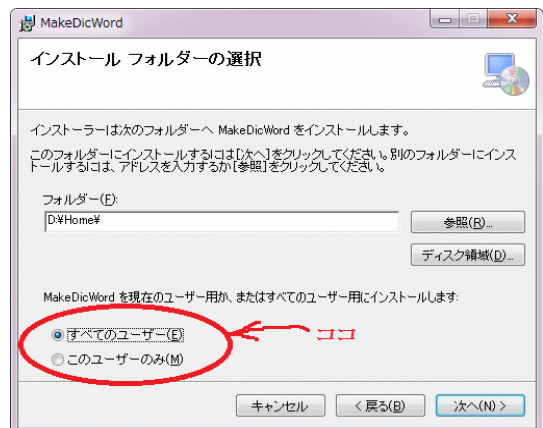 MakeDicWord
インストール フォルダーの選択
インストーラーは次のフォルダーへ MakeDicWord をインストールします。
このフォルダーにインストールするには[次へ]をクリックしてください。別のフォルダーにインス
トールするには、アドレスを入力するか[参照]をクリックしてください。
フォルダー(F):
D:¥Home¥
参照(R)...
ディスク領域(D)...
MakeDicWord を現在のユーザー用か、またはすべてのユーザー用にインストールします:
すべてのユーザー(E)
ココ
このユーザーのみ(M)
キャンセル
< 戻る(B)
次へ(N) >